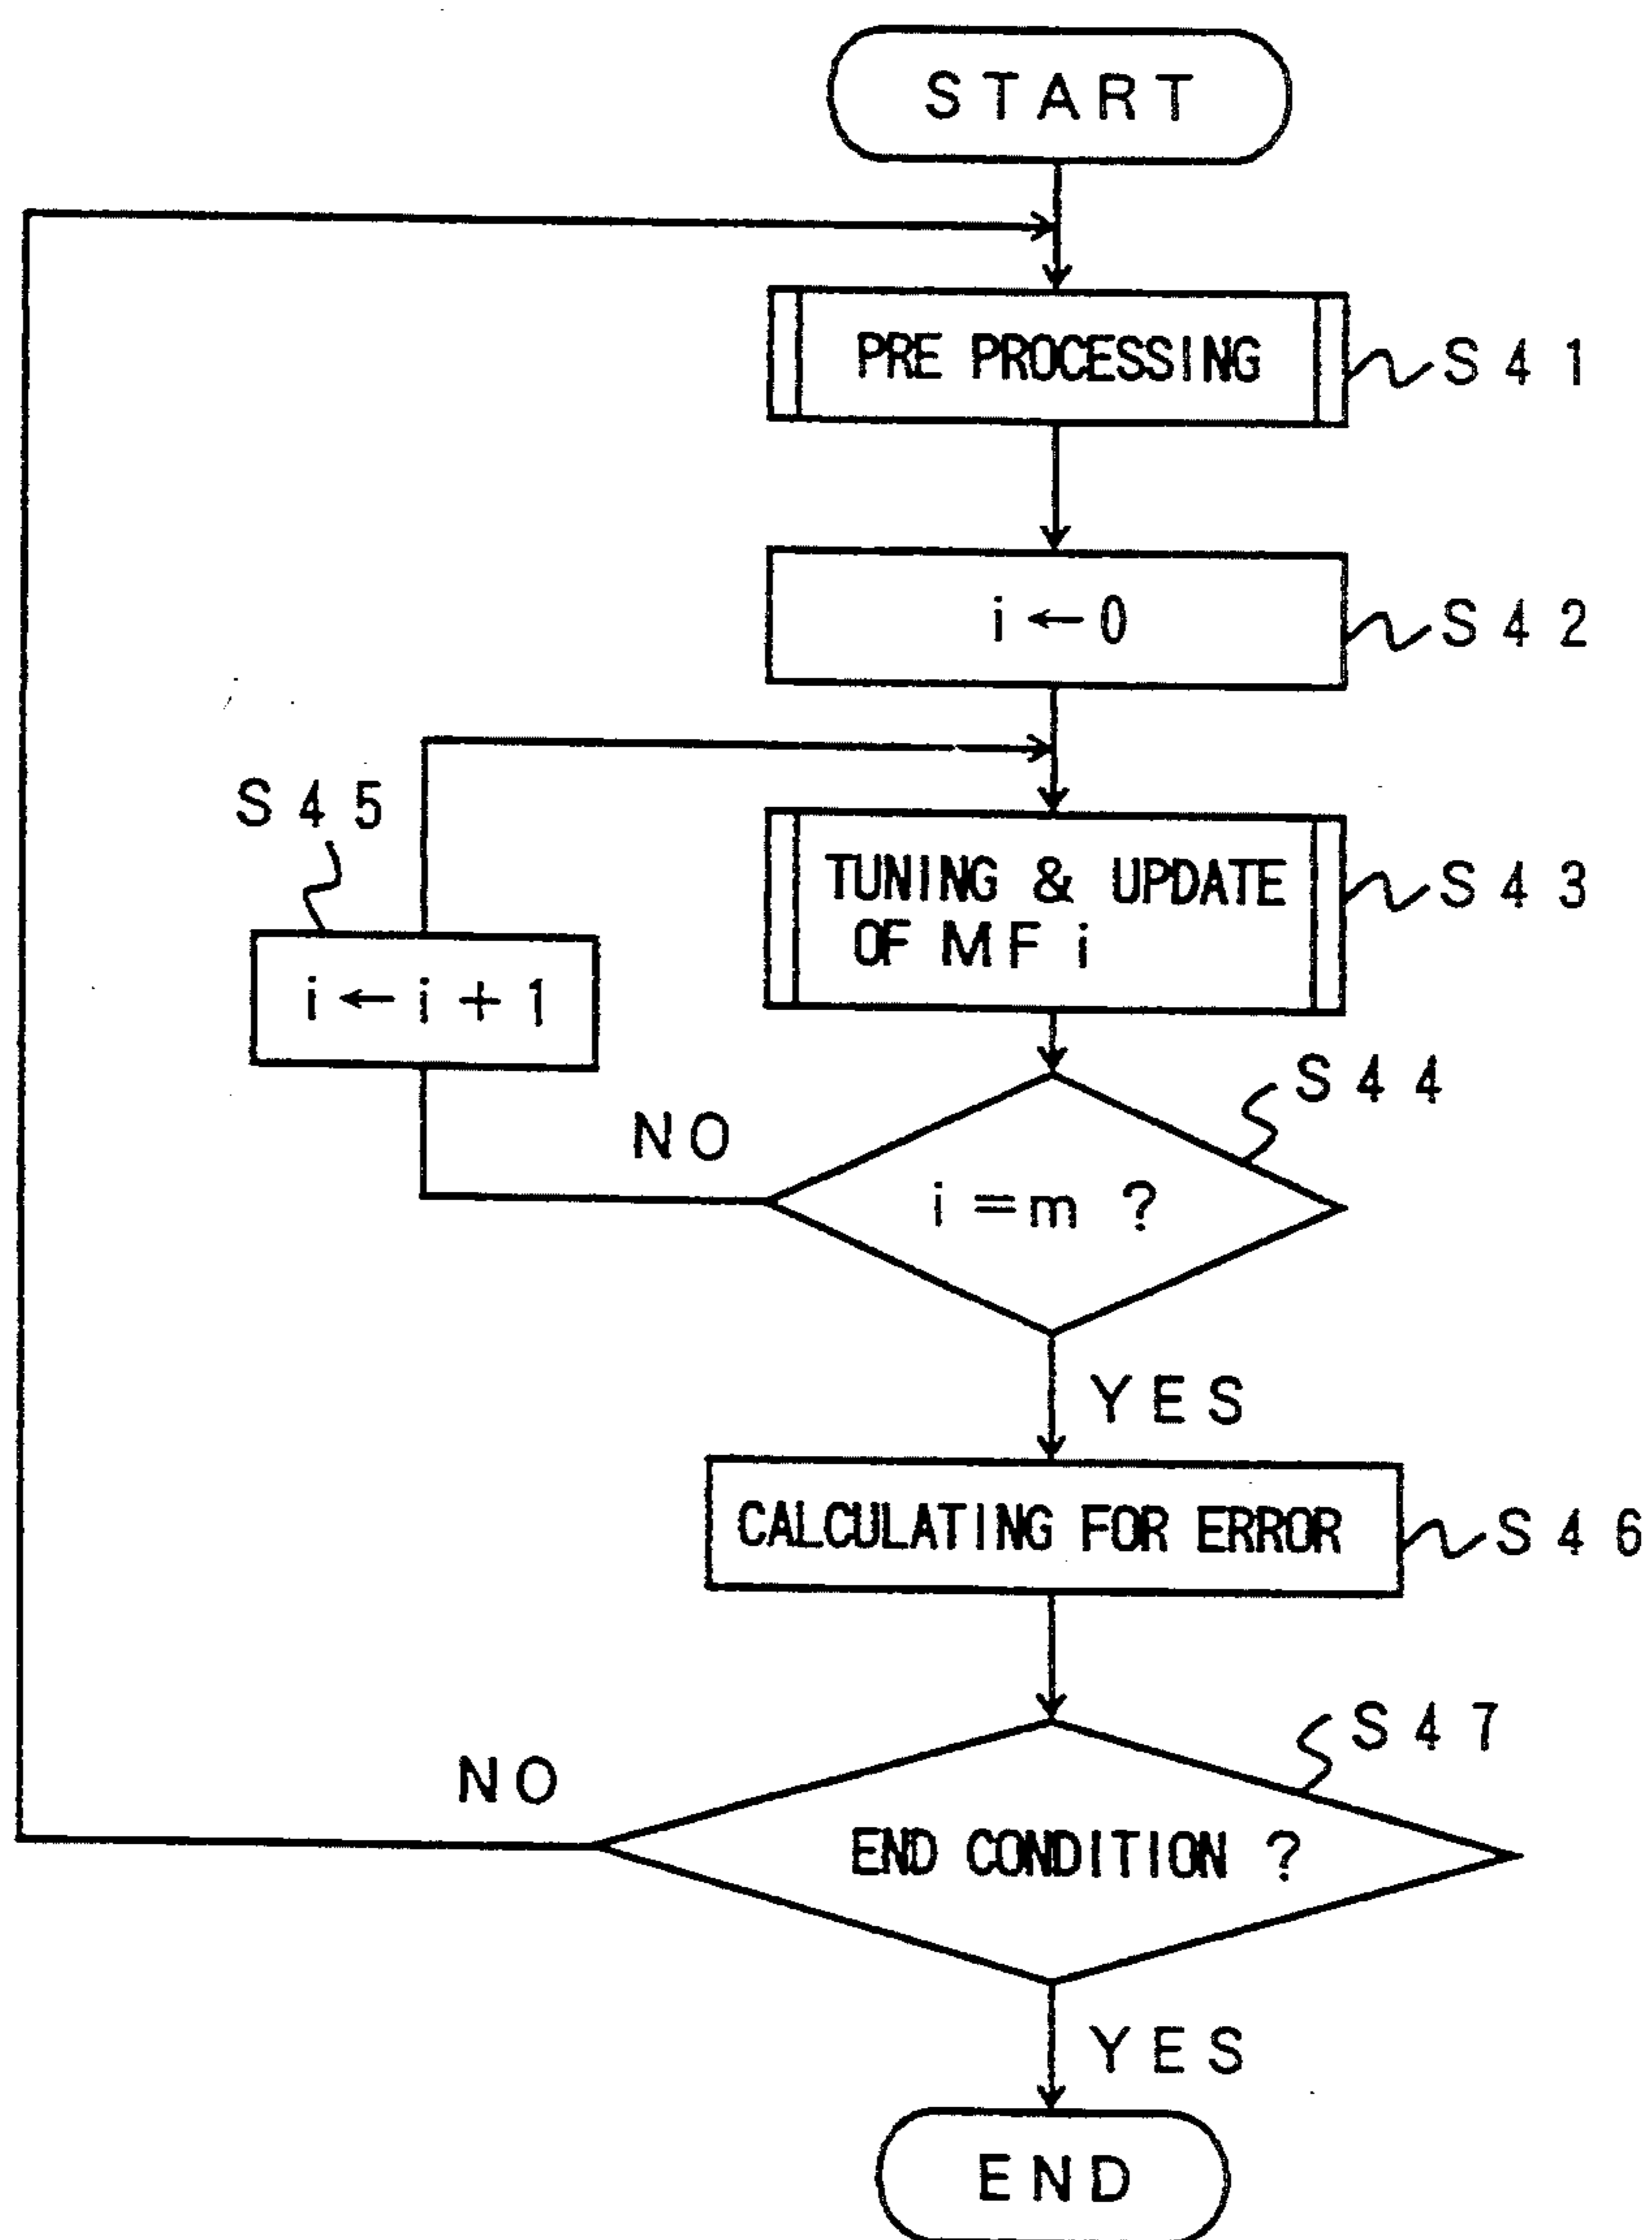 START
PRE PROCESSING
S41
i ← 0
S42
S45
TUNING & UPDATE
OF MF i
S43
i ← i + 1
S44
NO
i = m ?
YES
CALCULATING FOR ERROR
S46
S47
NO
END CONDITION ?
YES
END